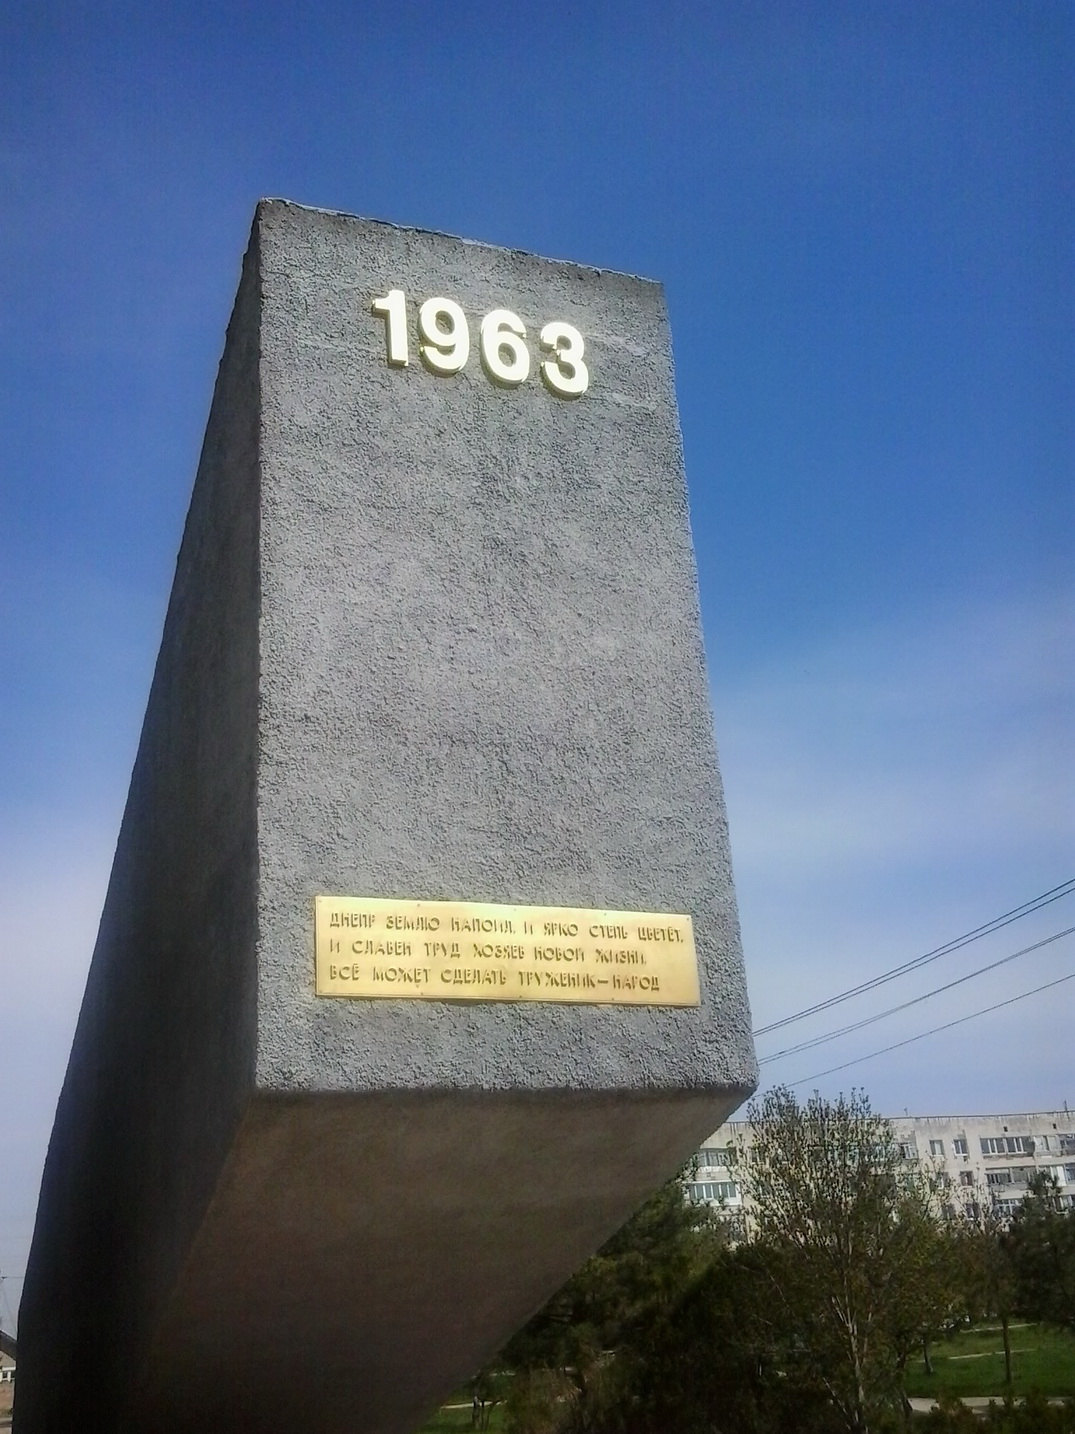 1963
ДНЕПР ЗЕМЛЮ НАПОИЛ, И ЯРКО СТЕПЬ ЦВЕТЁТ,
И СЛАВЕН ТРУД ХОЗЯЕВ НОВОЙ ЖИЗНИ.
ВСЁ МОЖЕТ СДЕЛАТЬ ТРУЖЕНИК—НАРОД